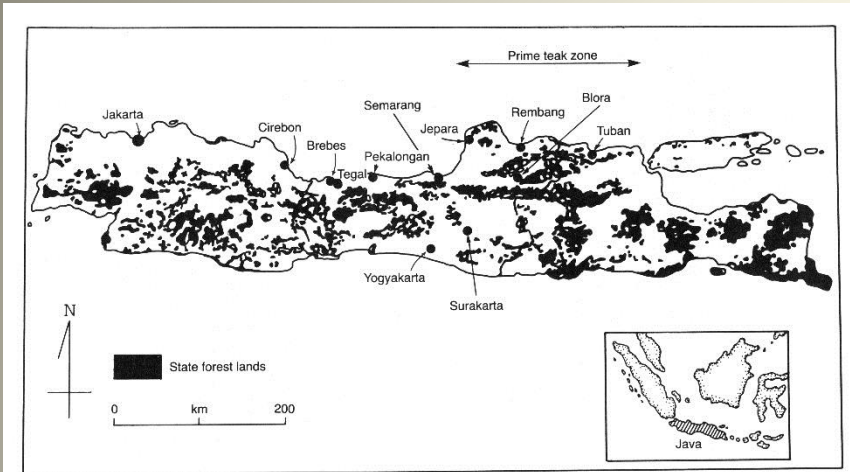 Prime teak zone
Blora
Semarang
Rembang
Jakarta
Jepara
Tuban
Cirebon
Brebes
Pekalongan
Tegal
Yogyakarta
Surakarta
N
State forest lands
0 km 200
Java